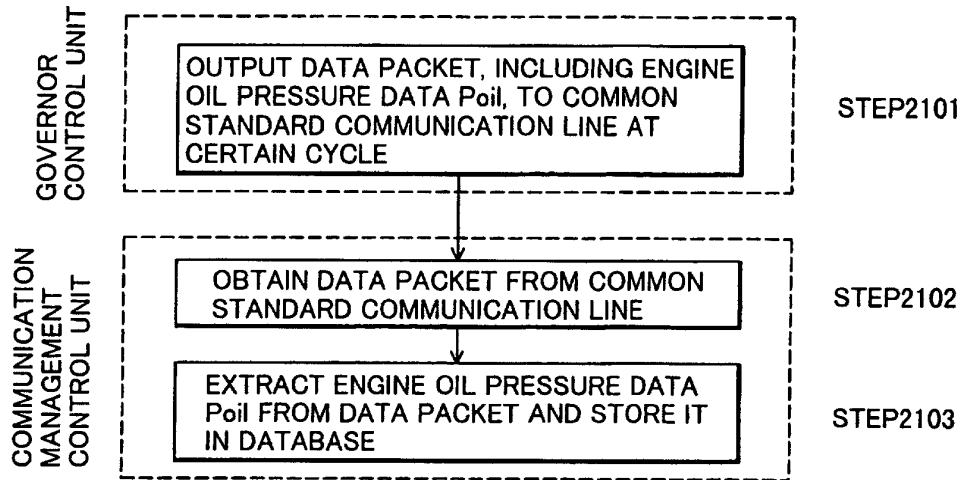 GOVERNOR
CONTROL UNIT
OUTPUT DATA PACKET, INCLUDING ENGINE
OIL PRESSURE DATA Poil, TO COMMON
STANDARD COMMUNICATION LINE AT
CERTAIN CYCLE
STEP2101
COMMUNICATION
MANAGEMENT
CONTROL UNIT
OBTAIN DATA PACKET FROM COMMON
STANDARD COMMUNICATION LINE
STEP2102
EXTRACT ENGINE OIL PRESSURE DATA
Poil FROM DATA PACKET AND STORE IT
IN DATABASE
STEP2103